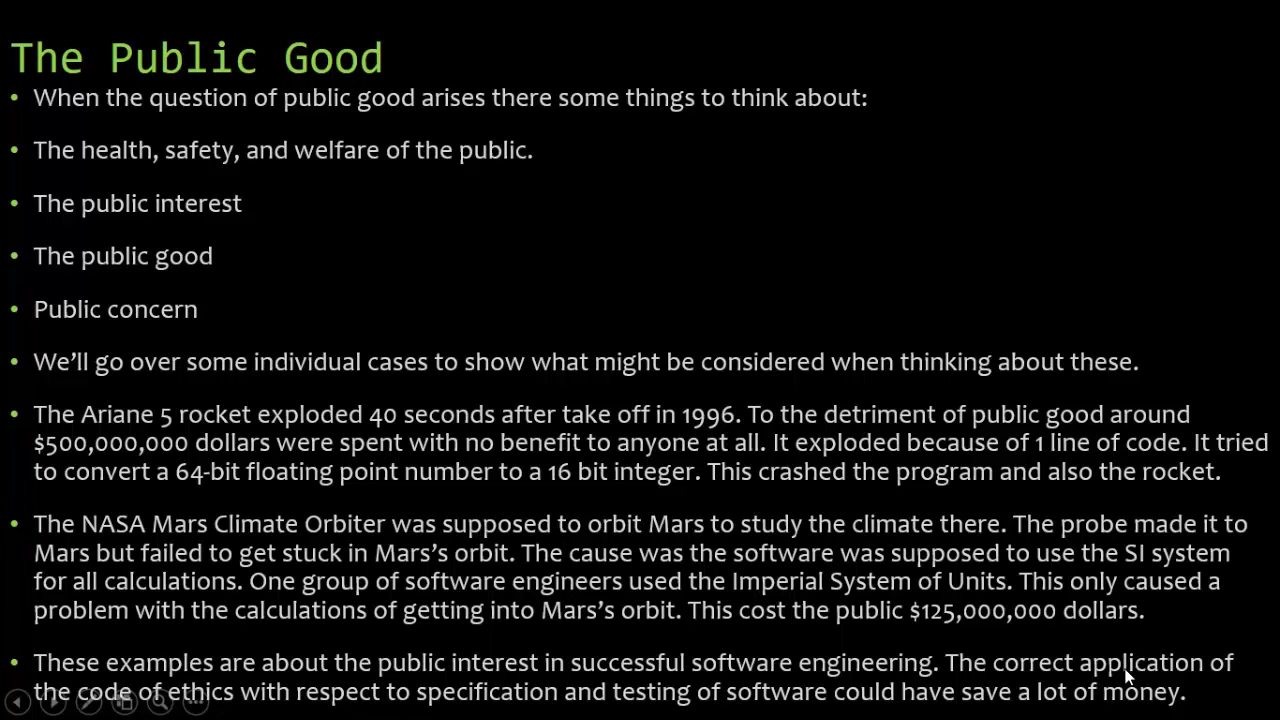 The Public Good
• When the question of public good arises there some things to think about:
• The health, safety, and welfare of the public.
• The public interest
• The public good
• Public concern
• We’ll go over some individual cases to show what might be considered when thinking about these.
• The Ariane 5 rocket exploded 40 seconds after take off in 1996. To the detriment of public good around
$500,000,000 dollars were spent with no benefit to anyone at all. It exploded because of 1 line of code. It tried
to convert a 64-bit floating point number to a 16 bit integer. This crashed the program and also the rocket.
• The NASA Mars Climate Orbiter was supposed to orbit Mars to study the climate there. The probe made it to
Mars but failed to get stuck in Mars’s orbit. The cause was the software was supposed to use the SI system
for all calculations. One group of software engineers used the Imperial System of Units. This only caused a
problem with the calculations of getting into Mars’s orbit. This cost the public $125,000,000 dollars.
• These examples are about the public interest in successful software engineering. The correct application of
the code of ethics with respect to specification and testing of software could have save a lot of money.